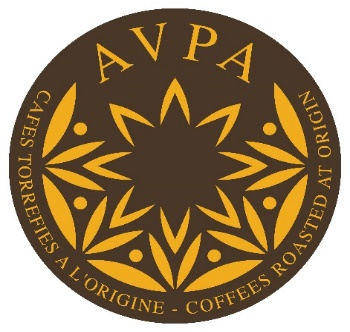 AVPA
CAFES TORREFIES A L'ORIGINE - COFFEES ROASTED AT ORIGIN